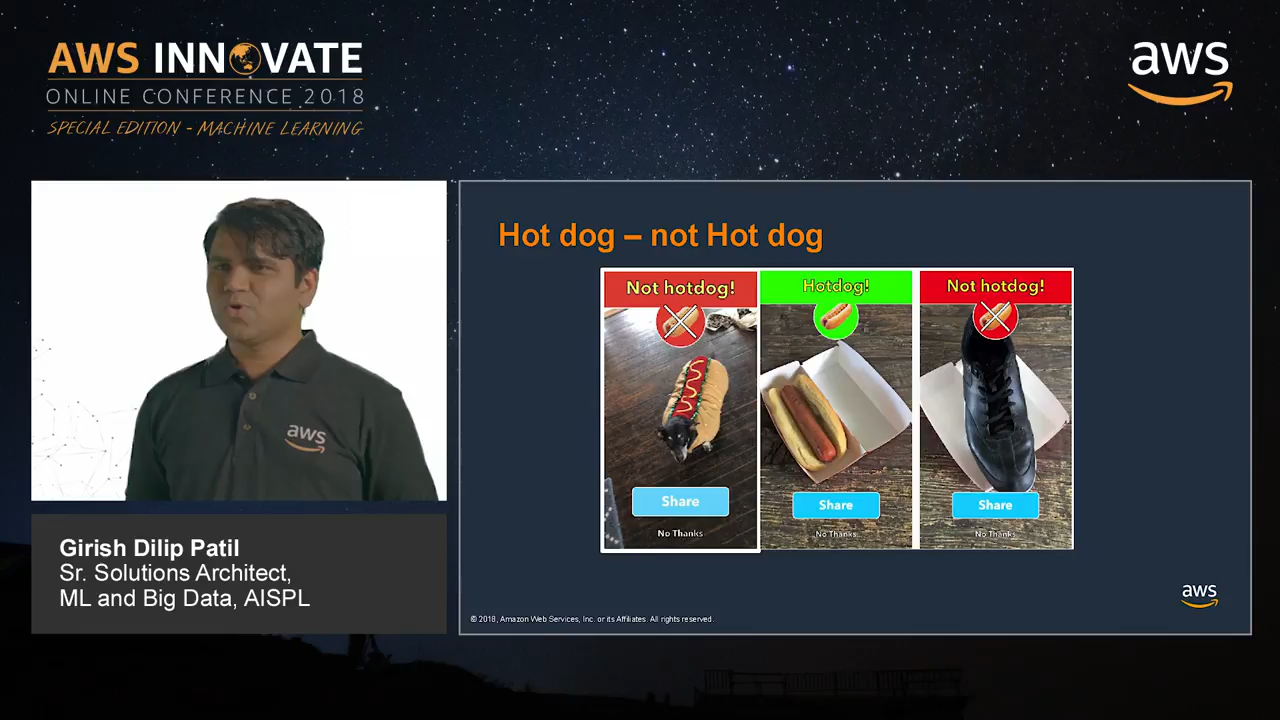 AWS INNOVATE
ONLINE CONFERENCE 2018
SPECIAL EDITION - MACHINE LEARNING
aws
aws
Girish Dilip Patil
Sr. Solutions Architect,
ML and Big Data, AISPL
Hot dog – not Hot dog
Not hotdog!
Share
No Thanks
Hotdog!
Share
No Thanks
Not hotdog!
Share
No Thanks
aws
© 2018, Amazon Web Services, Inc. or its Affiliates. All rights reserved.